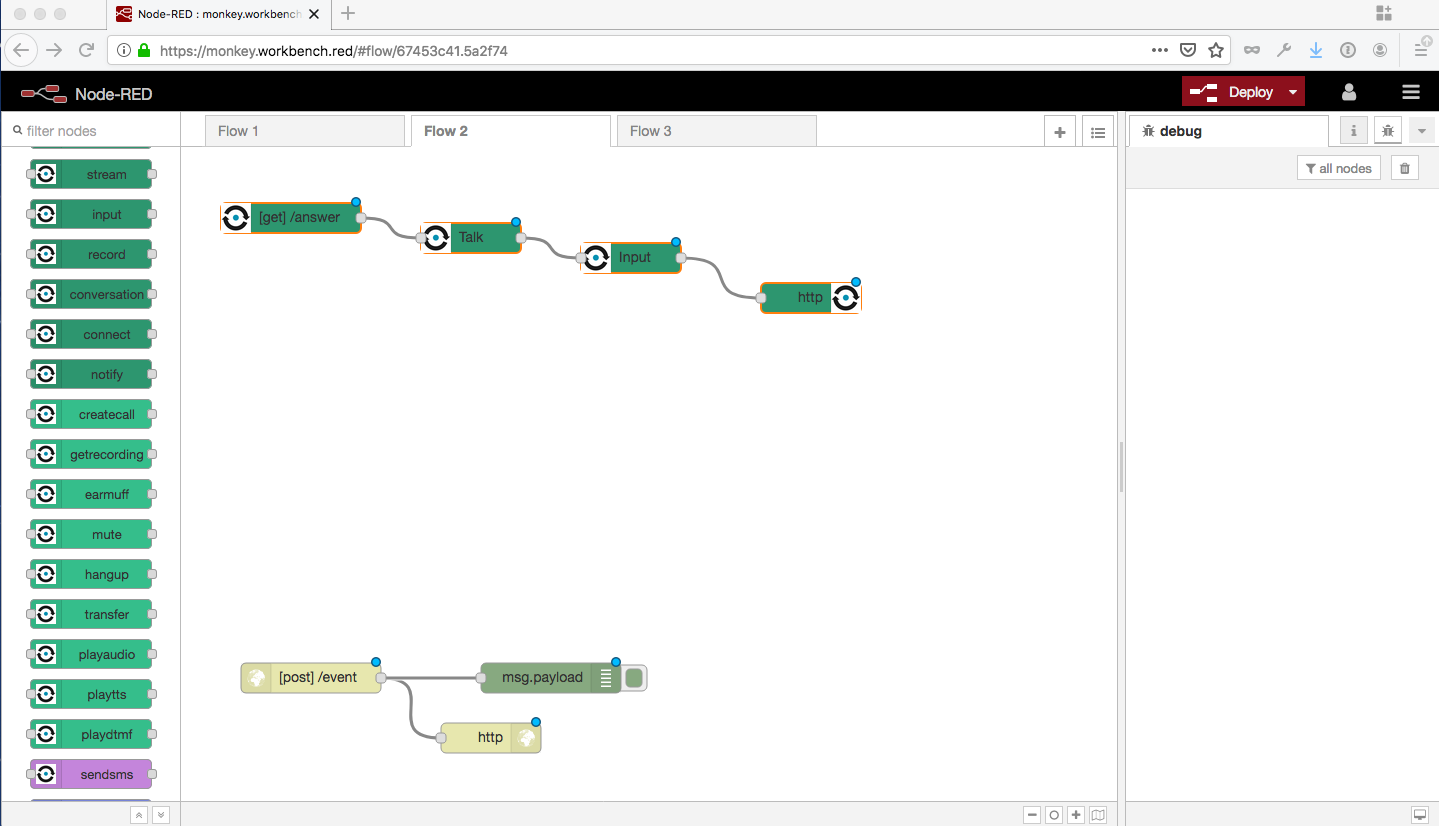 Node-RED : monkey.workbench
https://monkey.workbench.red/#flow/67453c41.5a2f74
Node-RED
Deploy
filter nodes
Flow 1
Flow 2
Flow 3
debug
i
all nodes
stream
input
record
conversation
connect
notify
createcall
getrecording
earmuff
mute
hangup
transfer
playaudio
playtts
playdtmf
sendsms
[get] /answer
Talk
Input
http
[post] /event
msg.payload
http